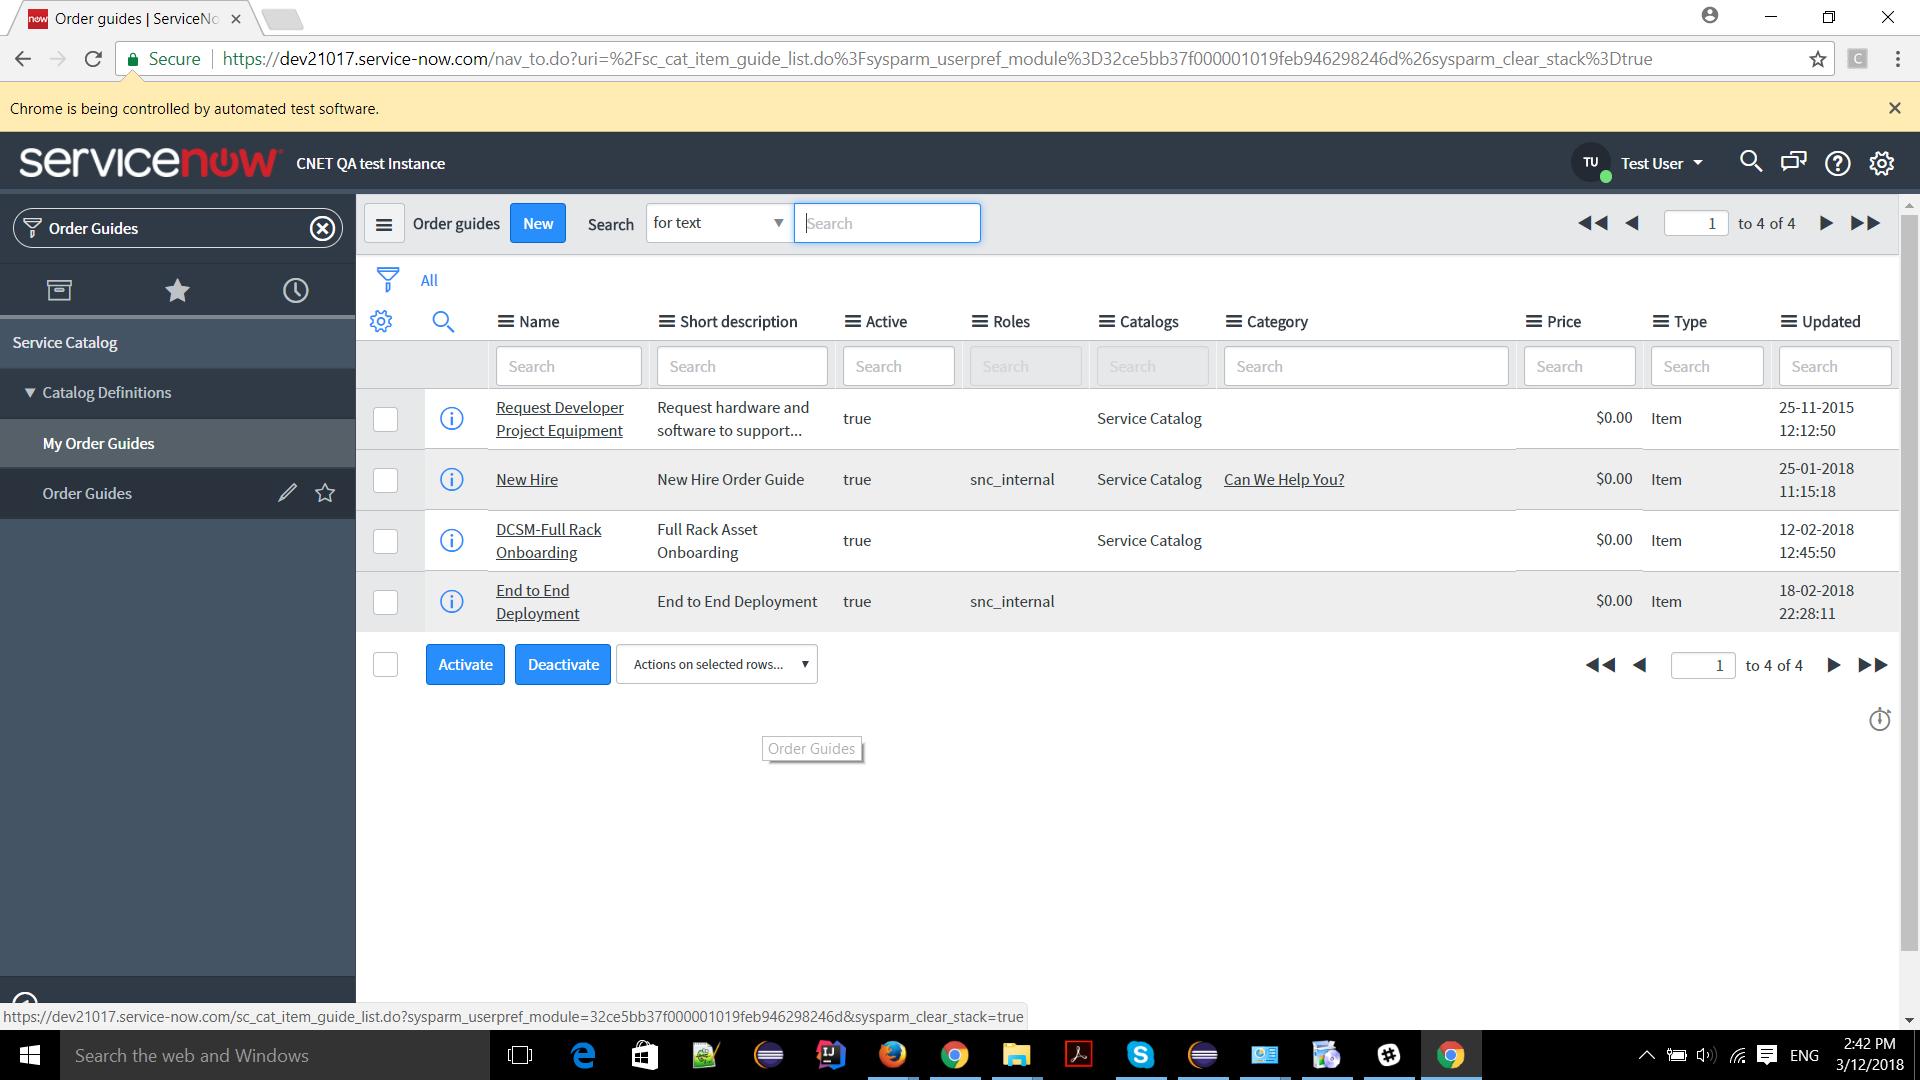 now Order guides | ServiceNo
Secure https://dev21017.service-now.com/nav_to.do?uri=%2Fsc_cat_item_guide_list.do%3Fsysparm_userpref_module%3D32ce5bb37f000001019feb946298246d%26sysparm_clear_stack%3Dtrue
C
Chrome is being controlled by automated test software.
servicenow CNET QA test Instance TU Test User
Order Guides
Order guides New Search for text Search 1 to 4 of 4
All
Name Short description Active Roles Catalogs Category Price Type Updated
Search Search Search Search Search Search Search Search Search
Service Catalog
Catalog Definitions
My Order Guides
Order Guides
Request Developer Project Equipment Request hardware and software to support... true Service Catalog $0.00 Item 25-11-2015 12:12:50
New Hire New Hire Order Guide true snc_internal Service Catalog Can We Help You? $0.00 Item 25-01-2018 11:15:18
DCSM-Full Rack Onboarding Full Rack Asset Onboarding true Service Catalog $0.00 Item 12-02-2018 12:45:50
End to End Deployment End to End Deployment true snc_internal $0.00 Item 18-02-2018 22:28:11
Activate Deactivate Actions on selected rows... 1 to 4 of 4
Order Guides
https://dev21017.service-now.com/sc_cat_item_guide_list.do?sysparm_userpref_module=32ce5bb37f000001019feb946298246d&sysparm_clear_stack=true
Search the web and Windows
ENG
2:42 PM
3/12/2018